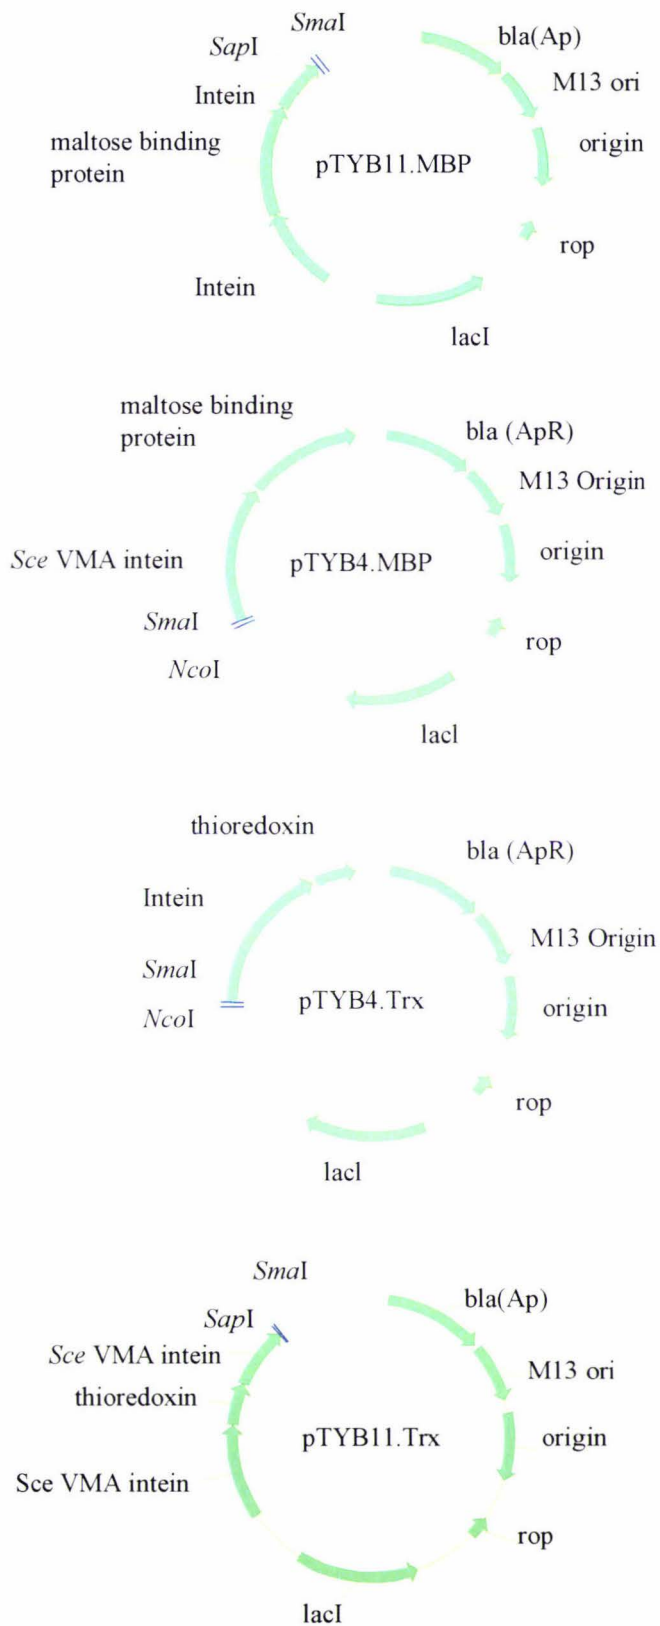 SmaI
SapI
bla(Ap)
M13 ori
Intein
maltose binding
protein
pTYB11.MBP
origin
rop
Intein
lacI
maltose binding
protein
bla (ApR)
M13 Origin
Sce VMA intein
pTYB4.MBP
origin
SmaI
rop
NcoI
lacl
thioredoxin
bla (ApR)
Intein
M13 Origin
SmaI
NcoI
pTYB4.Trx
origin
rop
lacl
SmaI
bla(Ap)
SapI
Sce VMA intein
M13 ori
thioredoxin
pTYB11.Trx
origin
Sce VMA intein
rop
lacI